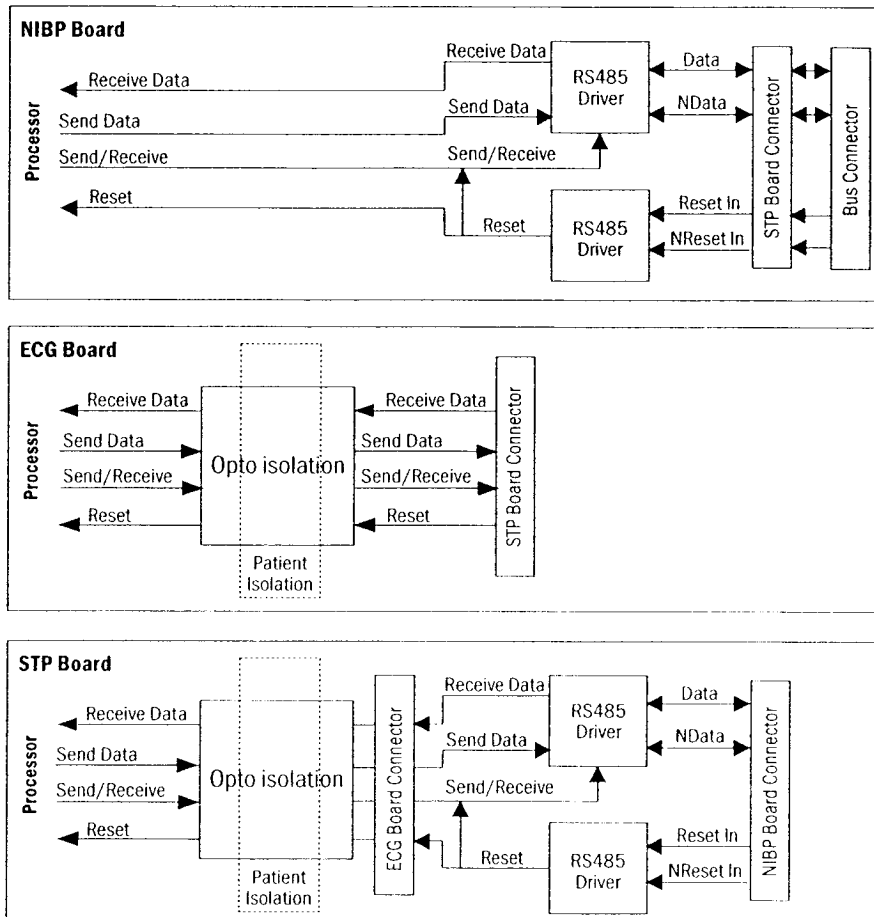 NIBP Board
Processor
Receive Data
Send Data
Send/Receive
Reset
Receive Data
Send Data
Send/Receive
Reset
RS485
Driver
RS485
Driver
Data
NData
Reset In
NReset In
STP Board Connector
Bus Connector
ECG Board
Processor
Receive Data
Send Data
Send/Receive
Reset
Opto isolation
Patient
Isolation
Receive Data
Send Data
Send/Receive
Reset
STP Board Connector
STP Board
Processor
Receive Data
Send Data
Send/Receive
Reset
Opto isolation
Patient
Isolation
ECG Board Connector
Receive Data
Send Data
Send/Receive
Reset
RS485
Driver
RS485
Driver
Data
NData
Reset In
NReset In
NIBP Board Connector